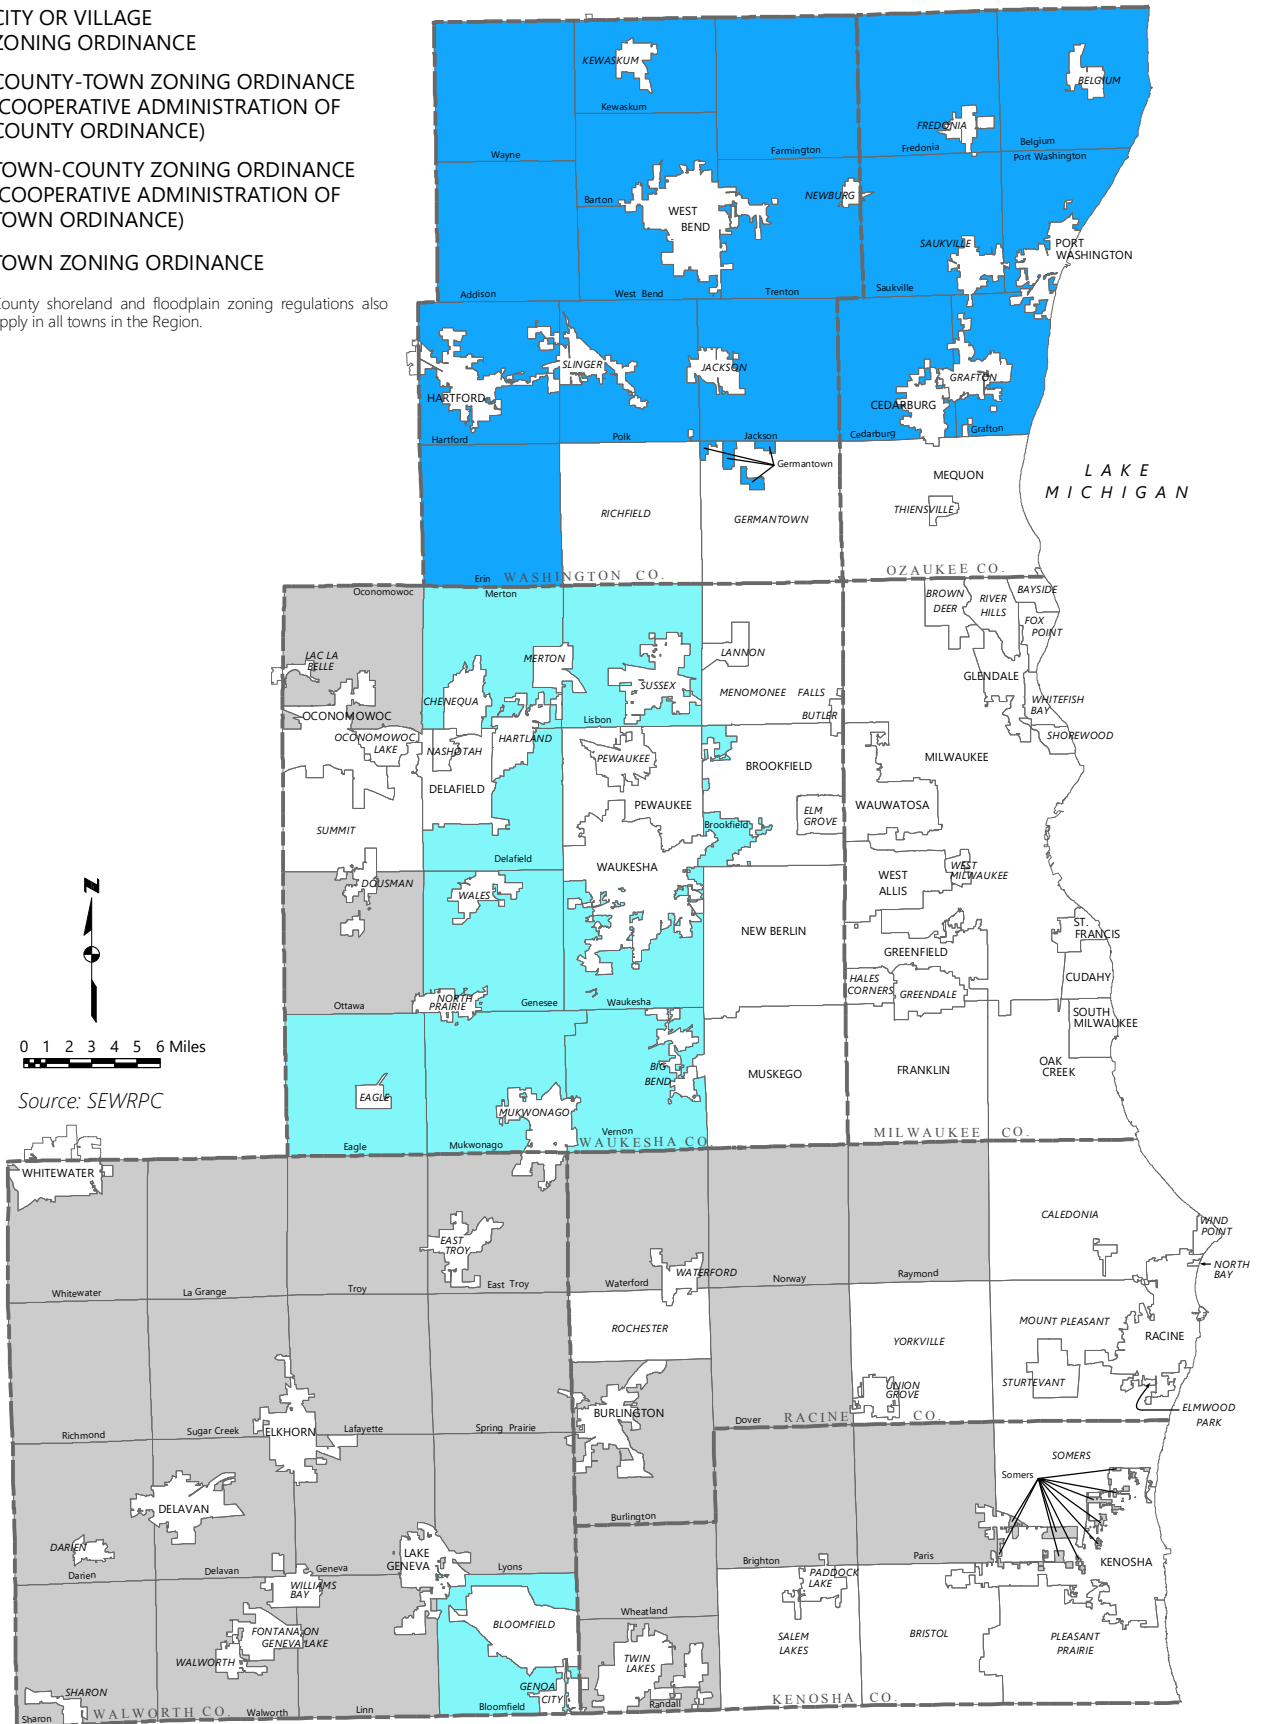 CITY OR VILLAGE
ZONING ORDINANCE
COUNTY-TOWN ZONING ORDINANCE
COOPERATIVE ADMINISTRATION OF
COUNTY ORDINANCE)
TOWN-COUNTY ZONING ORDINANCE
COOPERATIVE ADMINISTRATION OF
TOWN ORDINANCE)
TOWN ZONING ORDINANCE
County shoreland and floodplain zoning regulations also
apply in all towns in the Region.
KEWASKUM
BELGIUM
Kewaskum
FREDONIA
Wayne
Farmington
Fredonia
Belgium
Port Washington
Barton
NEWBURG
WEST
BEND
SAUKVILLE
PORT
WASHINGTON
Addison
West Bend
Trenton
Saukville
SLINGER
JACKSON
GRAFTON
HARTFORD
CEDARBURG
Hartford
Polk
Jackson
Cedarburg
Grafton
Germantown
MEQUON
LAKE
MICHIGAN
RICHFIELD
GERMANTOWN
THIENSVILLE
Erin
WASHINGTON CO.
OZAUKEE CO.
Oconomowoc
Merton
BROWN
DEER
RIVER
HILLS
BAYSIDE
FOX
POINT
LAC LA
BELLE
MERTON
LANNON
SUSSEX
GLENDALE
CHENEQUA
MENOMONEE FALLS
WHITEFISH
BAY
OCONOMOWOC
Lisbon
BUTLER
OCONOMOWOC
LAKE
NASHOTAH
HARTLAND
SHOREWOOD
PEWAUKEE
BROOKFIELD
MILWAUKEE
DELAFIELD
PEWAUKEE
WAUWATOSA
ELM
GROVE
SUMMIT
Brookfield
Delafield
WAUKESHA
WEST
MILWAUKEE
WEST
ALLIS
DOUSMAN
WALES
N
NEW BERLIN
ST.
FRANCIS
GREENFIELD
CUDAHY
HALES
CORNERS
GREENDALE
Ottawa
NORTH
PRAIRIE
Genesee
Waukesha
SOUTH
MILWAUKEE
0 1 2 3 4 5 6 Miles
BIG
BEND
MUSKEGO
FRANKLIN
OAK
CREEK
Source: SEWRPC
EAGLE
MUKWONAGO
Eagle
Mukwonago
Vernon
WAUKESHA CO.
MILWAUKEE CO.
WHITEWATER
CALEDONIA
WIND
POINT
EAST
TROY
NORTH
BAY
WATERFORD
Whitewater
La Grange
Troy
East Troy
Waterford
Norway
Raymond
ROCHESTER
MOUNT PLEASANT
YORKVILLE
RACINE
UNION
GROVE
STURTEVANT
ELMWOOD
PARK
BURLINGTON
Richmond
Sugar Creek
ELKHORN
Lafayette
Spring Prairie
Dover
RACINE CO.
SOMERS
Somers
DELAVAN
Burlington
DARIEN
LAKE
GENEVA
KENOSHA
Darien
Delavan
Geneva
Lyons
Brighton
Paris
WILLIAMS
BAY
PADDOCK
LAKE
Wheatland
FONTANA ON
GENEVA LAKE
BLOOMFIELD
SALEM
LAKES
BRISTOL
PLEASANT
PRAIRIE
WALWORTH
TWIN
LAKES
GENOA
CITY
SHARON
Sharon
WALWORTH CO.
Walworth
Linn
Bloomfield
Randall
KENOSHA CO.